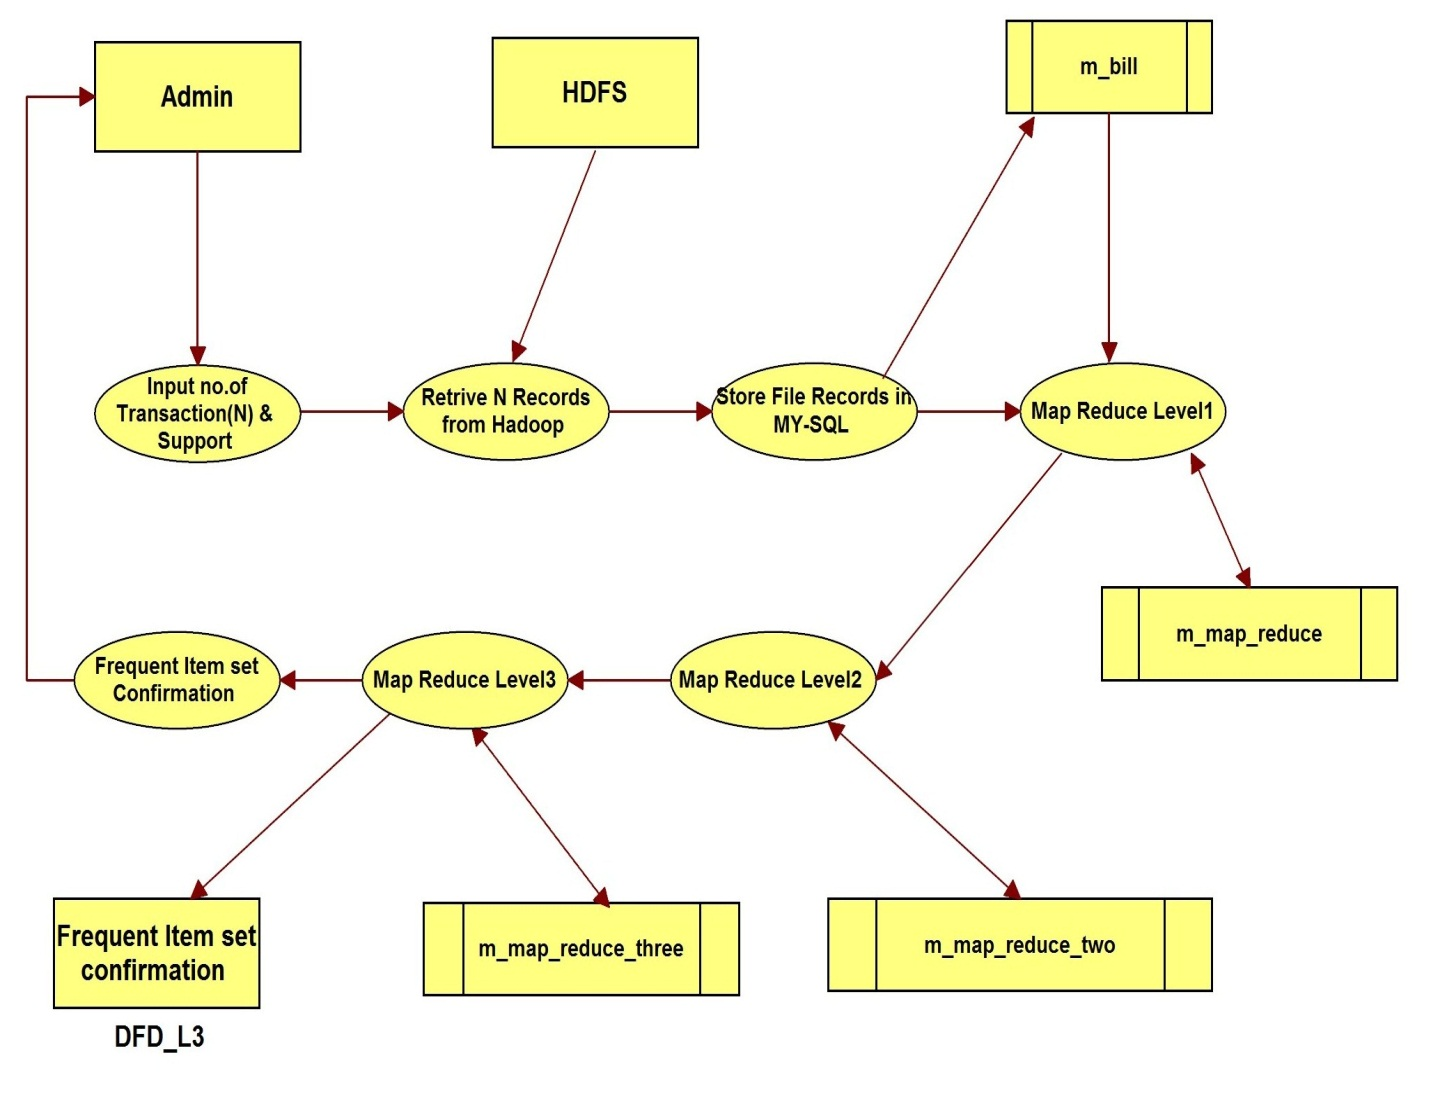 Admin
HDFS
m_bill
Input no.of
Transaction(N) &
Support
Retrive N Records
from Hadoop
Store File Records in
MY-SQL
Map Reduce Level1
m_map_reduce
Frequent Item set
Confirmation
Map Reduce Level3
Map Reduce Level2
Frequent Item set
confirmation
m_map_reduce_three
m_map_reduce_two
DFD_L3